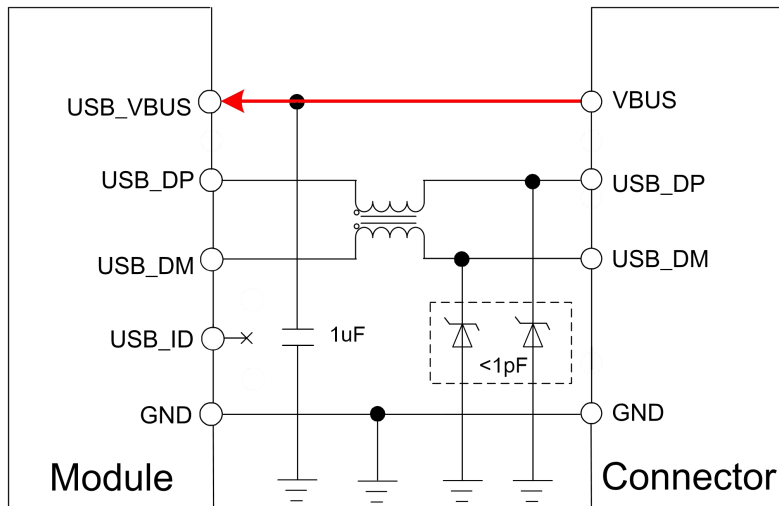 USB_VBUS
VBUS
USB_DP
USB_DP
USB_DM
USB_DM
USB_ID
1uF
<1pF
GND
GND
Module
Connector